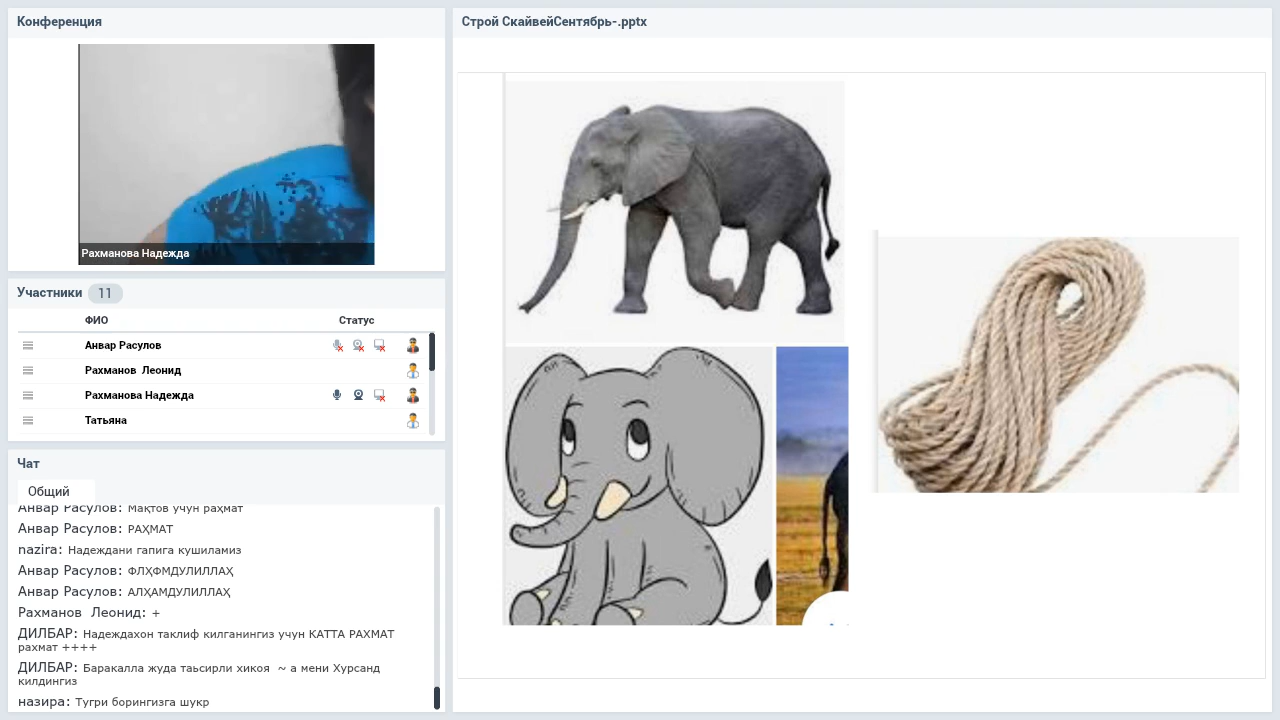 Конференция
Рахманова Надежда
Участники 11
ФИО Статус
Анвар Расулов
Рахманов Леонид
Рахманова Надежда
Татьяна
Чат
Общий
Анвар Расулов: Мақтов учун раҳмат
Анвар Расулов: РАҲМАТ
nazira: Надеждани гапига кушиламиз
Анвар Расулов: ФЛҲФМДУЛИЛЛАҲ
Анвар Расулов: АЛҲАМДУЛИЛЛАҲ
Рахманов Леонид: +
ДИЛБАР: Надеждахон таклиф килганингиз учун КАТТА РАХМАТ
рахмат ++++
ДИЛБАР: Баракалла жуда таьсирли хикоя ~ а мени Хурсанд
килдингиз
назира: Тугри борингизга шукр
Строй СкайвейСентябрь-.pptx